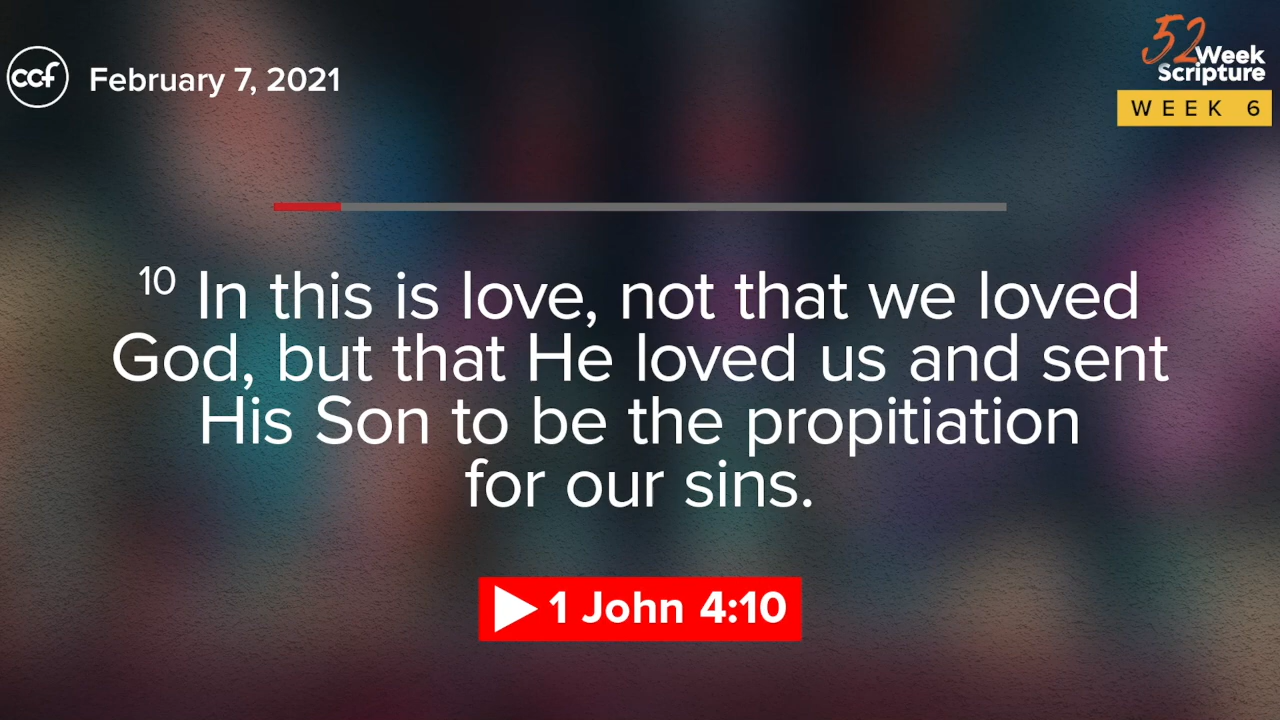 ccf
February 7, 2021
52
Week
Scripture
WEEK 6
10 In this is love, not that we loved
God, but that He loved us and sent
His Son to be the propitiation
for our sins.
1 John 4:10